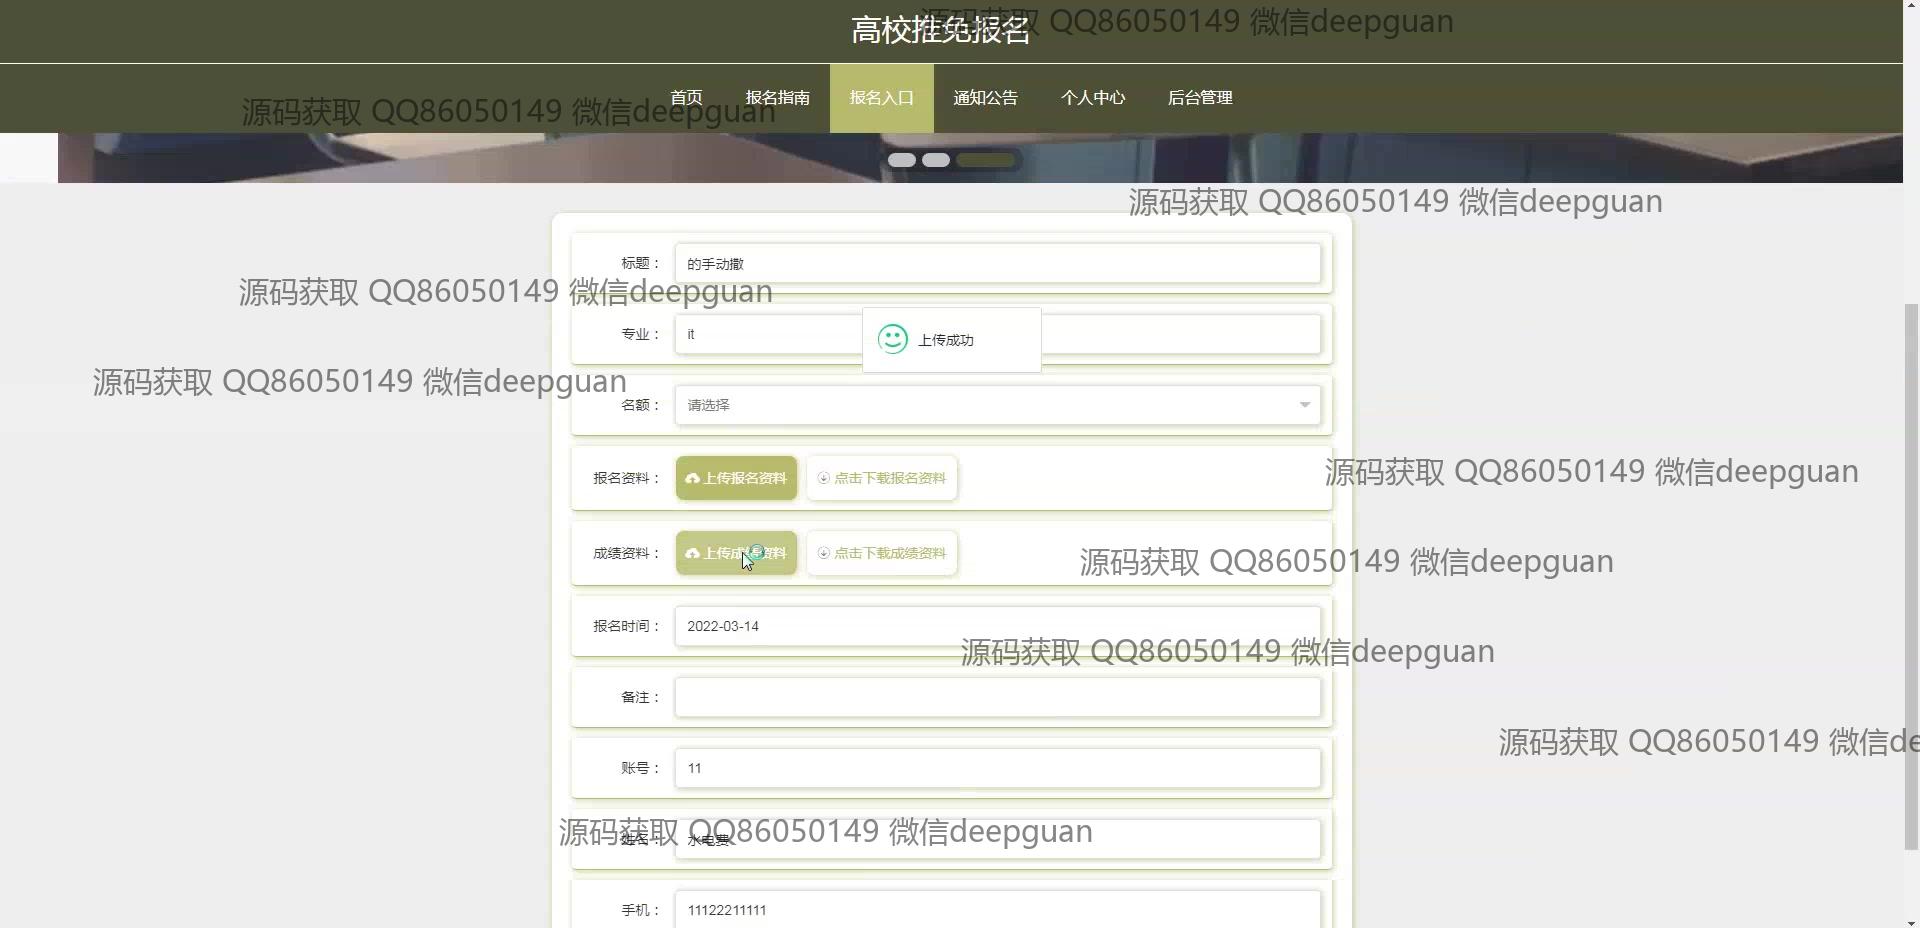 高校推免报名
源码获取 QQ86050149 微信deepguan
首页 报名指南 报名入口 通知公告 个人中心 后台管理
源码获取 QQ86050149 微信deepguan
源码获取 QQ86050149 微信deepguan
标题： 的手动撒
源码获取 QQ86050149 微信deepguan
专业： it
上传成功
源码获取 QQ86050149 微信deepguan
名额： 请选择
报名资料： 上传报名资料 点击下载报名资料
源码获取 QQ86050149 微信deepguan
成绩资料： 上传成绩资料 点击下载成绩资料
源码获取 QQ86050149 微信deepguan
报名时间： 2022-03-14
源码获取 QQ86050149 微信deepguan
备注：
源码获取 QQ86050149 微信de
账号： 11
源码获取 QQ86050149 微信deepguan
姓名： 水电费
手机： 11122211111